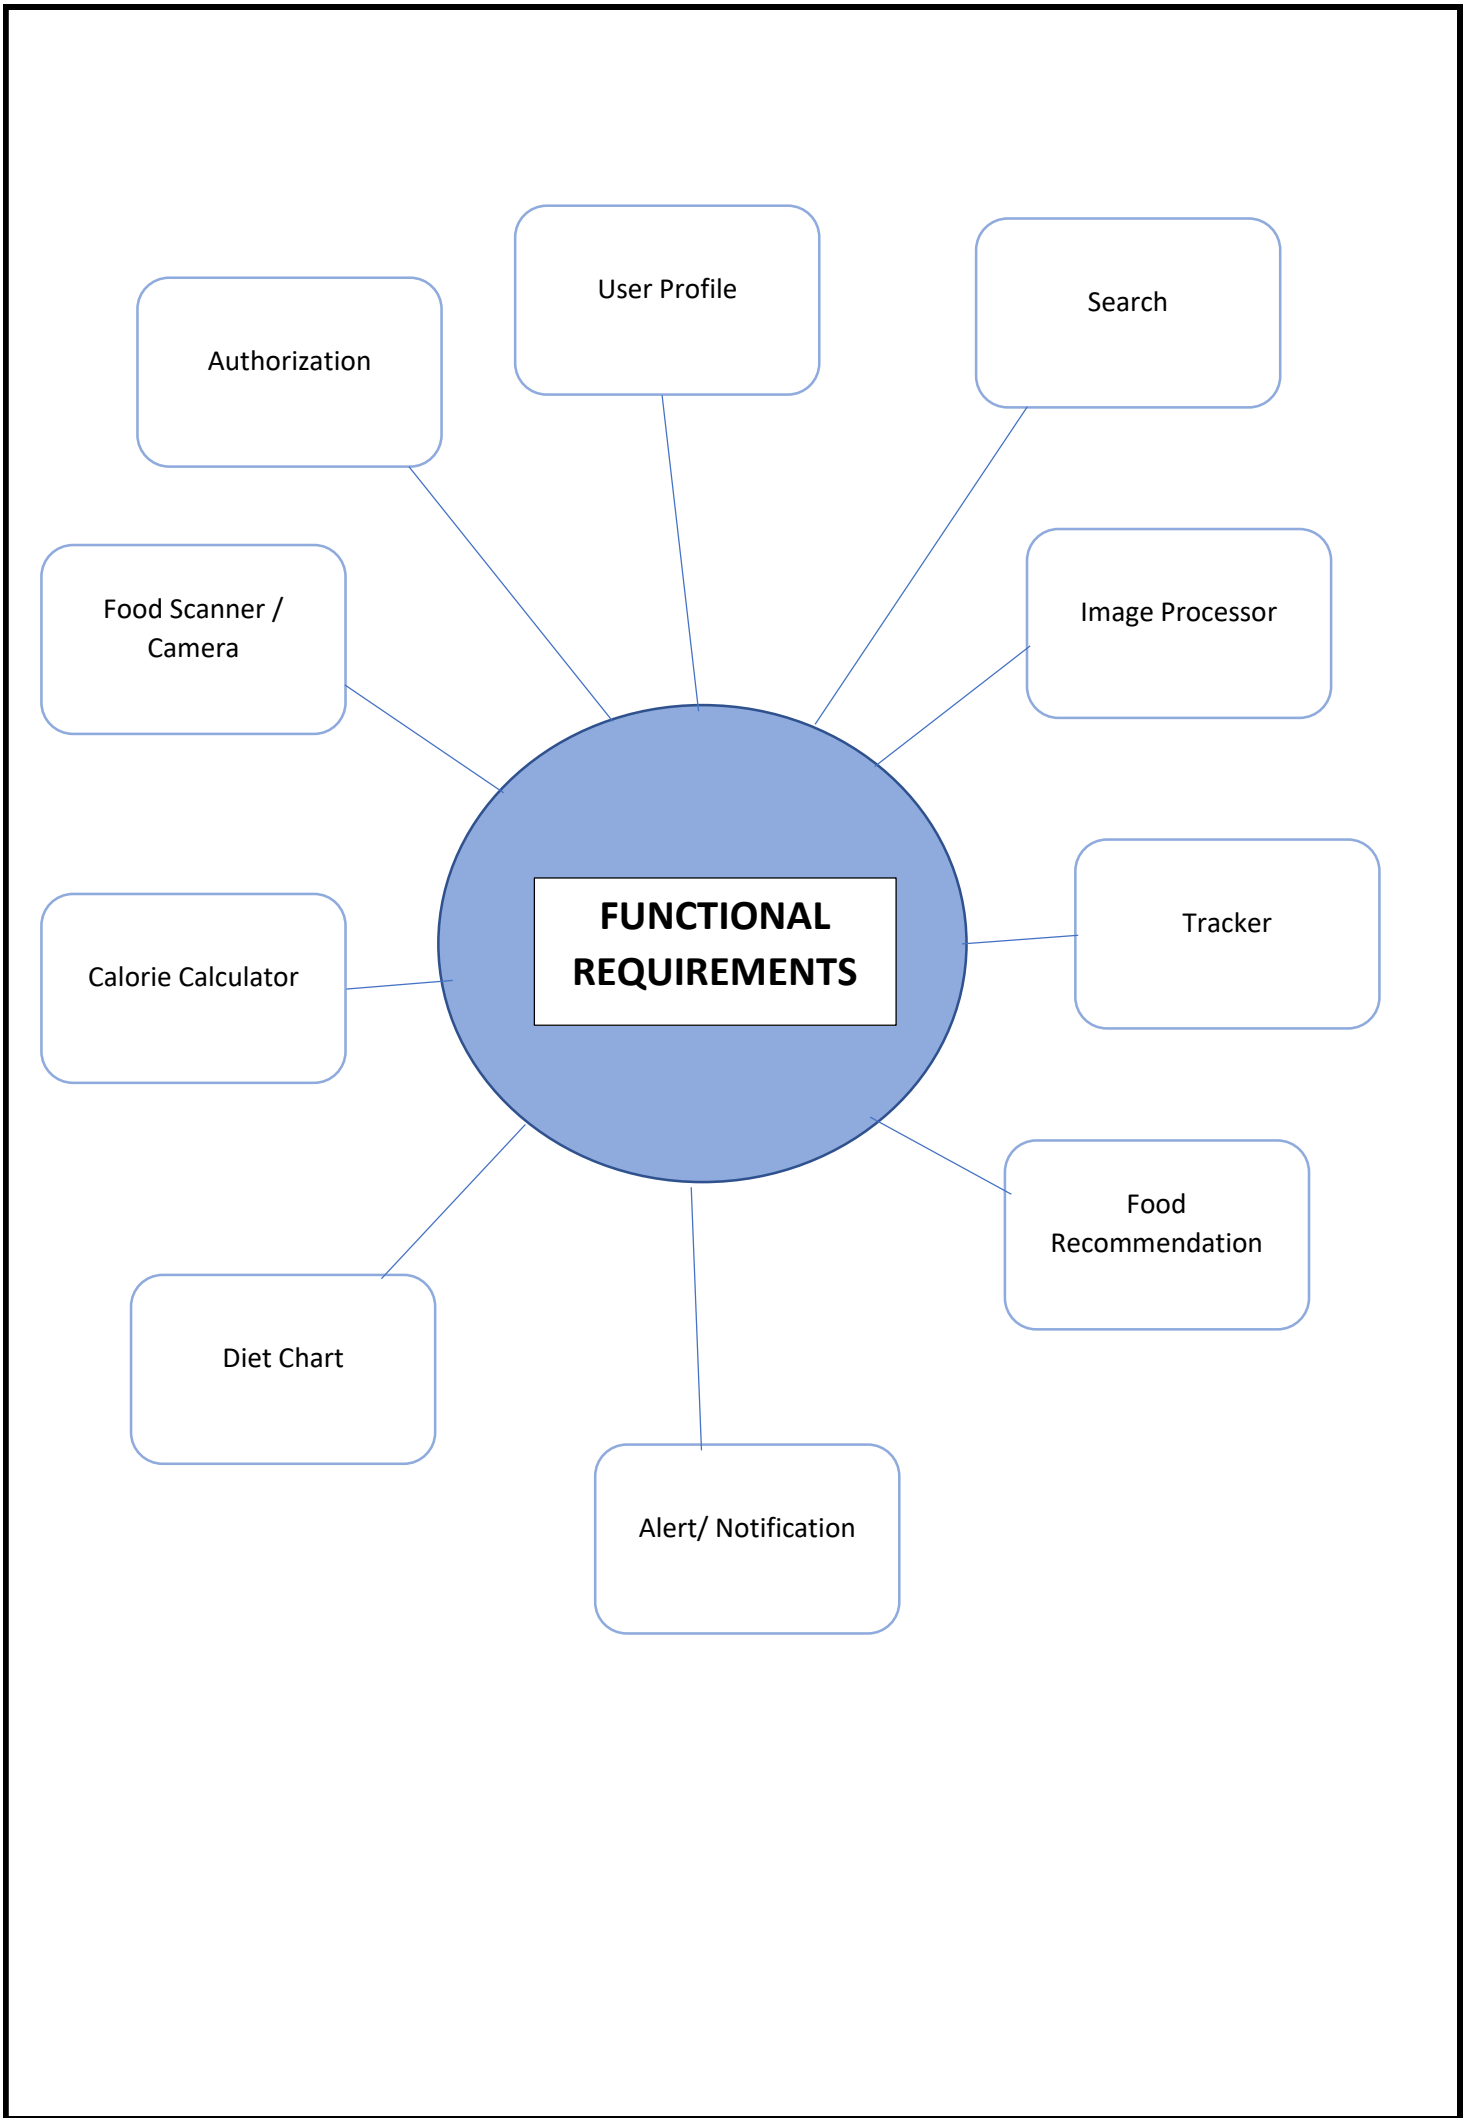 User Profile
Search
Authorization
Food Scanner /
Camera
Image Processor
FUNCTIONAL
REQUIREMENTS
Tracker
Calorie Calculator
Food
Recommendation
Diet Chart
Alert/ Notification